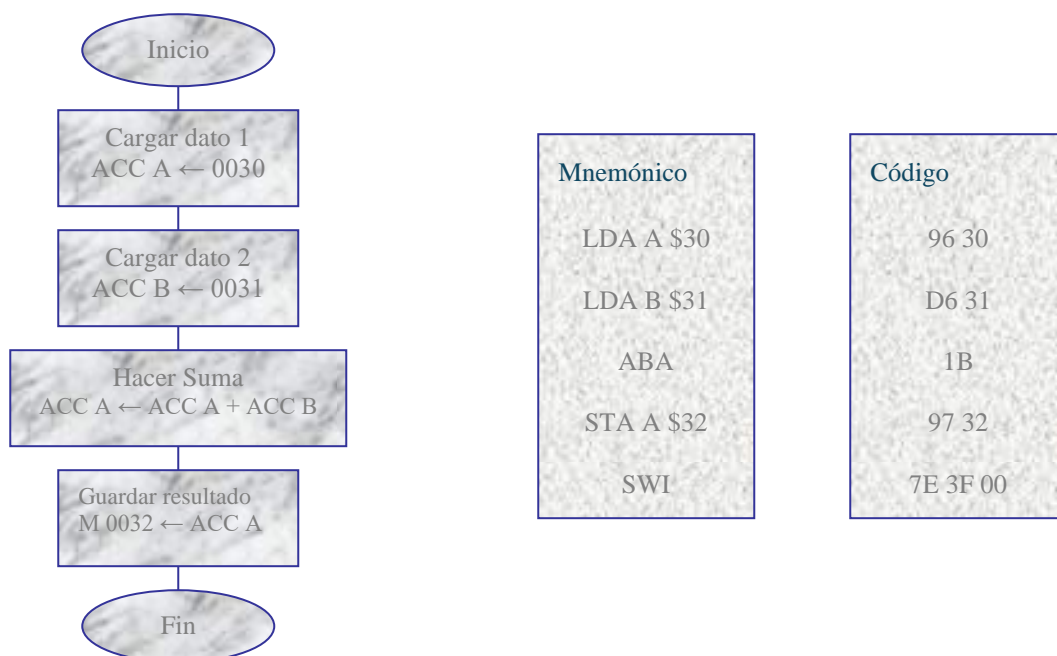 Inicio
Cargar dato 1
ACC A ← 0030
Cargar dato 2
ACC B ← 0031
Hacer Suma
ACC A ← ACC A + ACC B
Guardar resultado
M 0032 ← ACC A
Fin
Mnemónico
LDA A $30
LDA B $31
ABA
STA A $32
SWI
Código
96 30
D6 31
1B
97 32
7E 3F 00